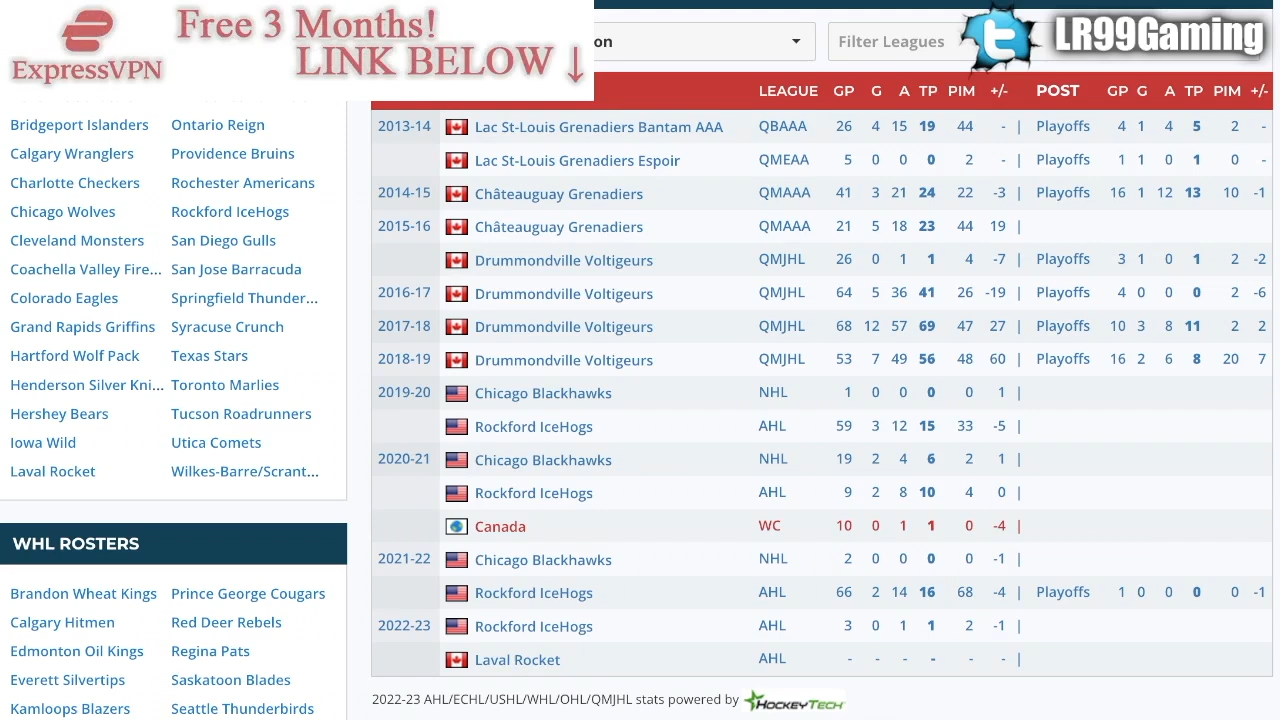 Free 3 Months!
ExpressVPN LINK BELOW ↓
on Filter Leagues LR99Gaming
LEAGUE GP G A TP PIM +/- POST GP G A TP PIM +/-
2013-14 Lac St-Louis Grenadiers Bantam AAA QBAAA 26 4 15 19 44 - | Playoffs 4 1 4 5 2 -
Lac St-Louis Grenadiers Espoir QMEAA 5 0 0 0 2 - | Playoffs 1 1 0 1 0 -
2014-15 Châteauguay Grenadiers QMAAA 41 3 21 24 22 -3 | Playoffs 16 1 12 13 10 -1
2015-16 Châteauguay Grenadiers QMAAA 21 5 18 23 44 19 |
Drummondville Voltigeurs QMJHL 26 0 1 1 4 -7 | Playoffs 3 1 0 1 2 -2
2016-17 Drummondville Voltigeurs QMJHL 64 5 36 41 26 -19 | Playoffs 4 0 0 0 2 -6
2017-18 Drummondville Voltigeurs QMJHL 68 12 57 69 47 27 | Playoffs 10 3 8 11 2 2
2018-19 Drummondville Voltigeurs QMJHL 53 7 49 56 48 60 | Playoffs 16 2 6 8 20 7
2019-20 Chicago Blackhawks NHL 1 0 0 0 0 1 |
Rockford IceHogs AHL 59 3 12 15 33 -5 |
2020-21 Chicago Blackhawks NHL 19 2 4 6 2 1 |
Rockford IceHogs AHL 9 2 8 10 4 0 |
Canada WC 10 0 1 1 0 -4 |
2021-22 Chicago Blackhawks NHL 2 0 0 0 0 -1 |
Rockford IceHogs AHL 66 2 14 16 68 -4 | Playoffs 1 0 0 0 0 -1
2022-23 Rockford IceHogs AHL 3 0 1 1 2 -1 |
Laval Rocket AHL - - - - - - |
2022-23 AHL/ECHL/USHL/WHL/OHL/QMJHL stats powered by HOCKEYTECH
Bridgeport Islanders Ontario Reign
Calgary Wranglers Providence Bruins
Charlotte Checkers Rochester Americans
Chicago Wolves Rockford IceHogs
Cleveland Monsters San Diego Gulls
Coachella Valley Fire... San Jose Barracuda
Colorado Eagles Springfield Thunder...
Grand Rapids Griffins Syracuse Crunch
Hartford Wolf Pack Texas Stars
Henderson Silver Kni... Toronto Marlies
Hershey Bears Tucson Roadrunners
Iowa Wild Utica Comets
Laval Rocket Wilkes-Barre/Scrant...
WHL ROSTERS
Brandon Wheat Kings Prince George Cougars
Calgary Hitmen Red Deer Rebels
Edmonton Oil Kings Regina Pats
Everett Silvertips Saskatoon Blades
Kamloops Blazers Seattle Thunderbirds